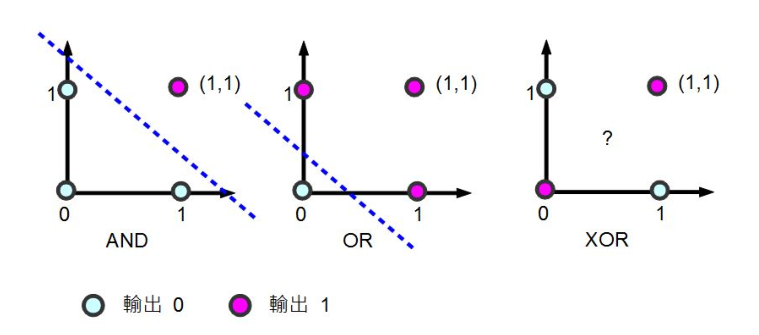 1 (1,1) 1 (1,1) 1 (1,1)
?
0 1 0 1 0 1
AND OR XOR
輸出 0 輸出 1